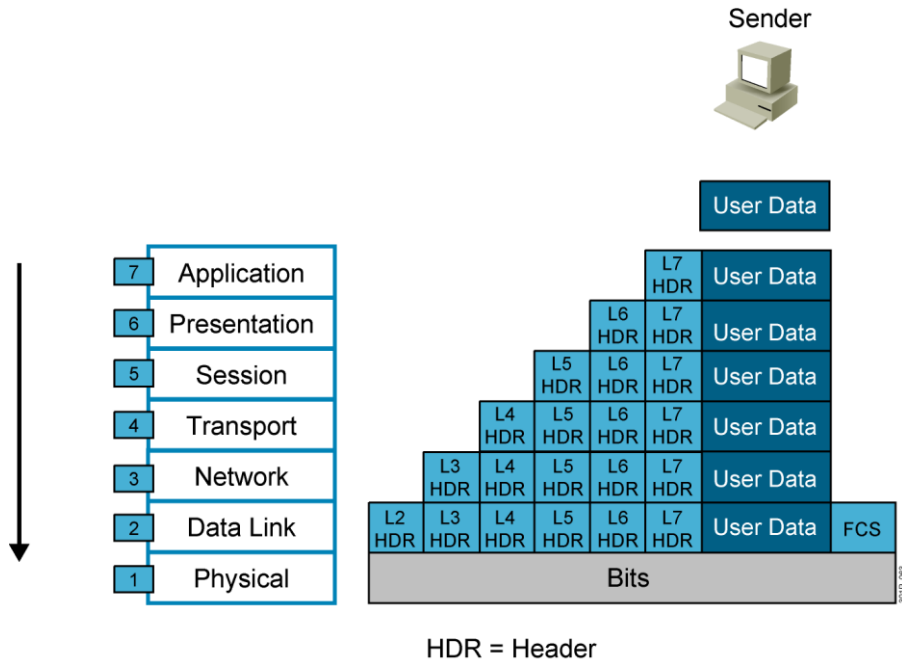 Sender
User Data
7 Application L7 HDR User Data
6 Presentation L6 HDR L7 HDR User Data
5 Session L5 HDR L6 HDR L7 HDR User Data
4 Transport L4 HDR L5 HDR L6 HDR L7 HDR User Data
3 Network L3 HDR L4 HDR L5 HDR L6 HDR L7 HDR User Data
2 Data Link L2 HDR L3 HDR L4 HDR L5 HDR L6 HDR L7 HDR User Data FCS
1 Physical Bits
HDR = Header